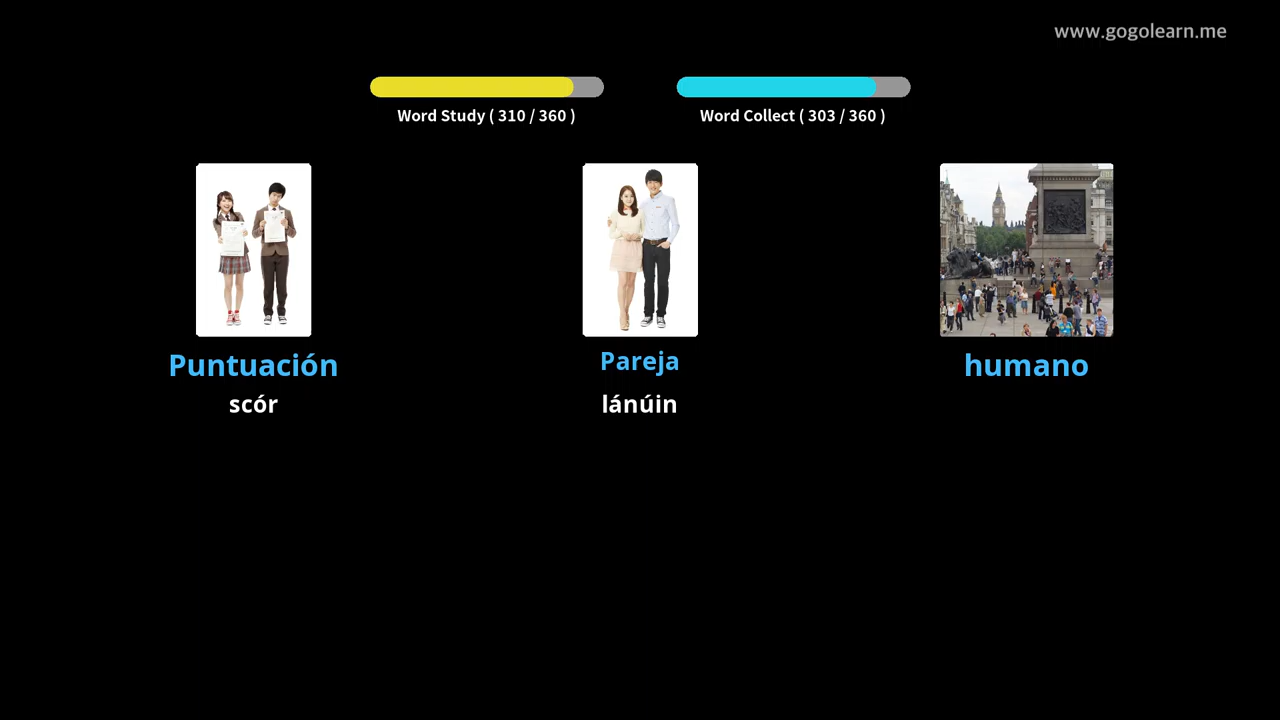 www.gogolearn.me
Word Study ( 310 / 360 )
Word Collect ( 303 / 360 )
Puntuación
scór
Pareja
lánúin
humano